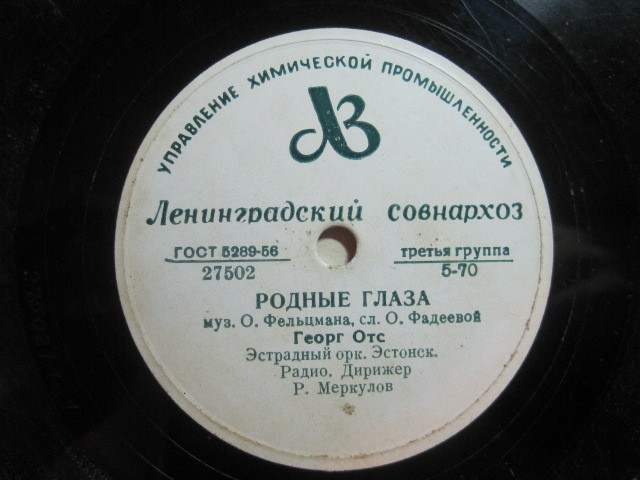 УПРАВЛЕНИЕ ХИМИЧЕСКОЙ ПРОМЫШЛЕННОСТИ
ЛЗ
Ленинградский совнархоз
ГОСТ 5289-56
третья группа
27502
5-70
РОДНЫЕ ГЛАЗА
муз. О. Фельцмана, сл. О. Фадеевой
Георг Отс
Эстрадный орк. Эстонск.
Радио. Дирижер
Р. Меркулов